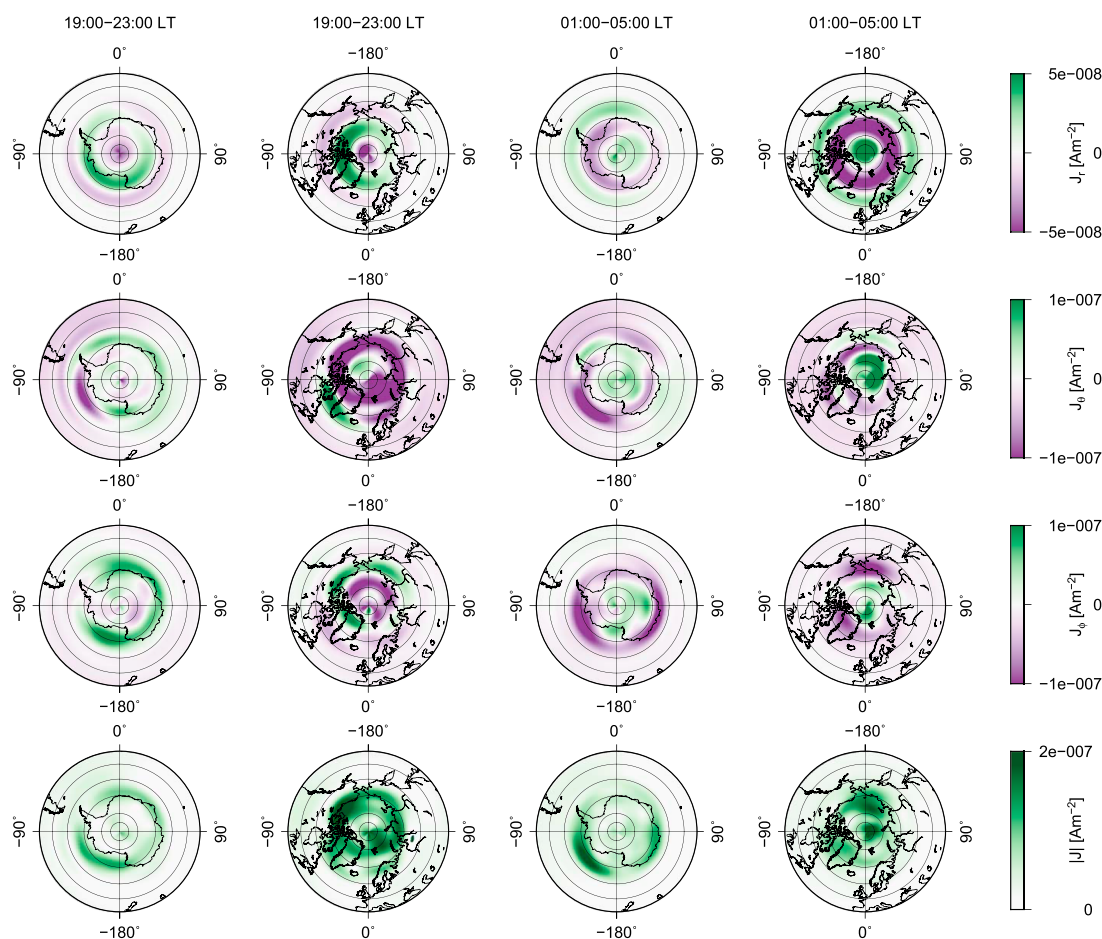 19:00−23:00 LT 19:00−23:00 LT 01:00−05:00 LT 01:00−05:00 LT
0° −180° 0° −180°
−90° 90° −90° 90° −90° 90° −90° 90°
−180° 0° −180° 0°
5e−008
0
−5e−008
J_r [Am⁻²]
0° −180° 0° −180°
−90° 90° −90° 90° −90° 90° −90° 90°
−180° 0° −180° 0°
1e−007
0
−1e−007
J_θ [Am⁻²]
0° −180° 0° −180°
−90° 90° −90° 90° −90° 90° −90° 90°
−180° 0° −180° 0°
1e−007
0
−1e−007
J_ϕ [Am⁻²]
0° −180° 0° −180°
−90° 90° −90° 90° −90° 90° −90° 90°
−180° 0° −180° 0°
2e−007
0
|J| [Am⁻²]